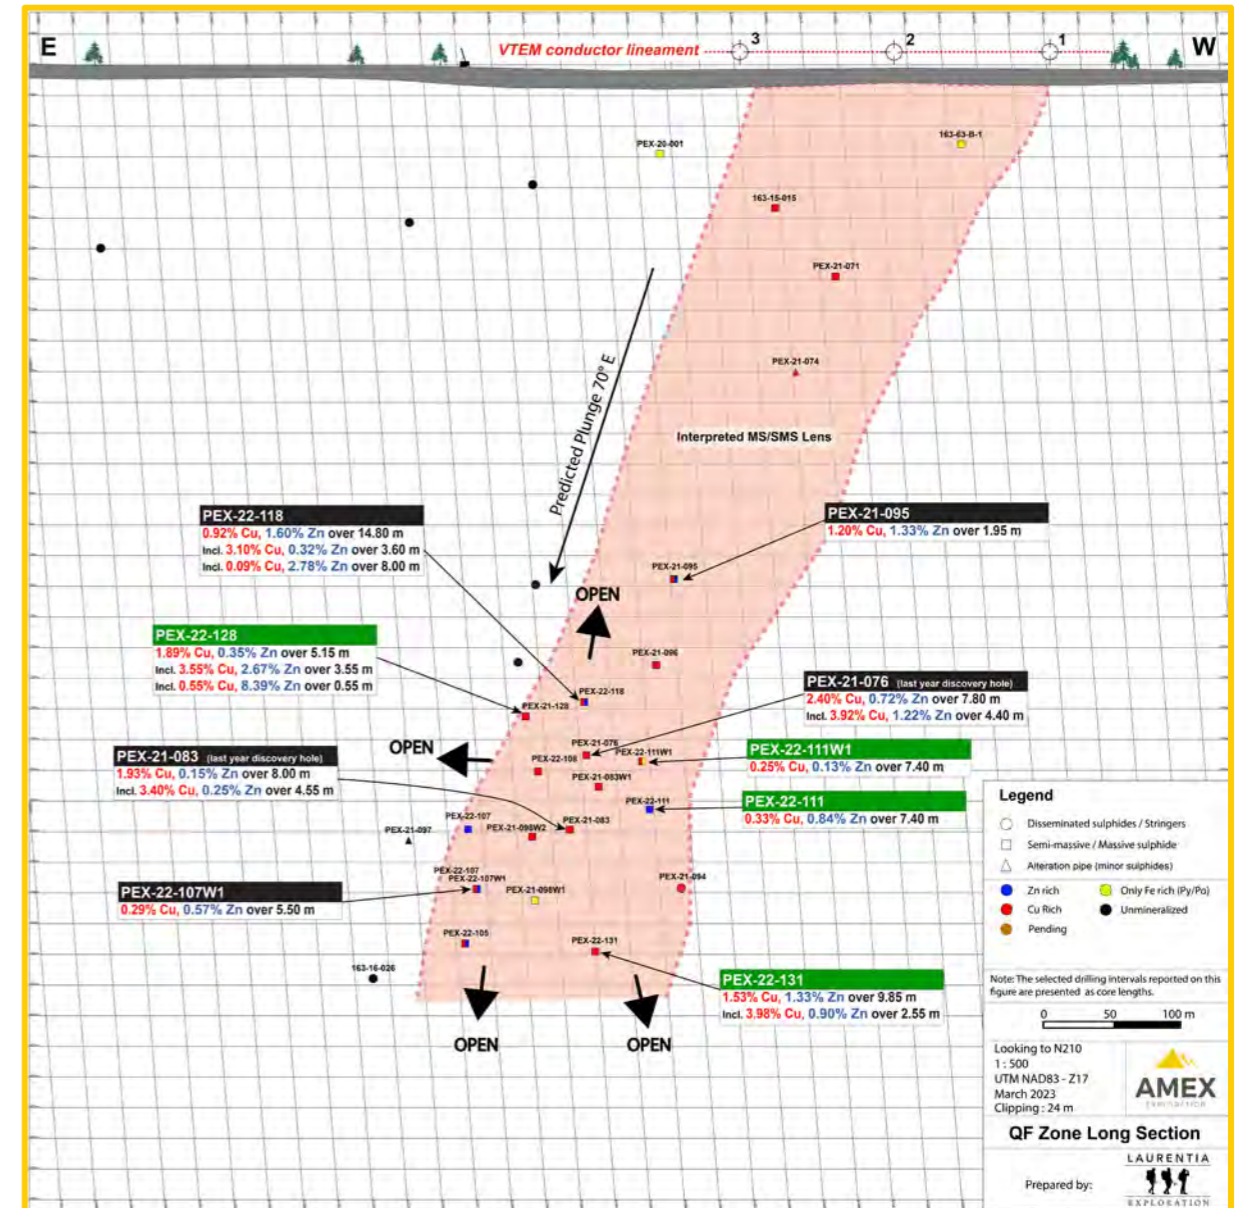 E
VTEM conductor lineament
3
2
1
W
PEX-20-001
163-63-B-1
163-15-015
PEX-21-071
PEX-21-074
Predicted Plunge 70° E
Interpreted MS/SMS Lens
PEX-22-118
0.92% Cu, 1.60% Zn over 14.80 m
Incl. 3.10% Cu, 0.32% Zn over 3.60 m
Incl. 0.09% Cu, 2.78% Zn over 8.00 m
PEX-21-095
1.20% Cu, 1.33% Zn over 1.95 m
PEX-21-095
OPEN
PEX-22-128
1.89% Cu, 0.35% Zn over 5.15 m
Incl. 3.55% Cu, 2.67% Zn over 3.55 m
Incl. 0.55% Cu, 8.39% Zn over 0.55 m
PEX-21-096
PEX-22-118
PEX-21-128
PEX-21-076 (last year discovery hole)
2.40% Cu, 0.72% Zn over 7.80 m
Incl. 3.92% Cu, 1.22% Zn over 4.40 m
OPEN
PEX-21-076
PEX-22-111W1
PEX-22-108
PEX-21-083W1
PEX-22-111W1
0.25% Cu, 0.13% Zn over 7.40 m
PEX-21-083 (last year discovery hole)
1.93% Cu, 0.15% Zn over 8.00 m
Incl. 3.40% Cu, 0.25% Zn over 4.55 m
PEX-22-111
PEX-22-111
0.33% Cu, 0.84% Zn over 7.40 m
PEX-22-107
PEX-21-097
PEX-21-098W2
PEX-21-083
PEX-22-107
PEX-22-107W1
PEX-21-098W1
PEX-21-094
PEX-22-107W1
0.29% Cu, 0.57% Zn over 5.50 m
PEX-22-105
PEX-22-131
163-16-026
PEX-22-131
1.53% Cu, 1.33% Zn over 9.85 m
Incl. 3.98% Cu, 0.90% Zn over 2.55 m
OPEN
OPEN
Legend
Disseminated sulphides / Stringers
Semi-massive / Massive sulphide
Alteration pipe (minor sulphides)
Zn rich
Only Fe rich (Py/Po)
Cu Rich
Unmineralized
Pending
Note: The selected drilling intervals reported on this
figure are presented as core lengths.
0 50 100 m
Looking to N210
1 : 500
UTM NAD83 - Z17
March 2023
Clipping : 24 m
AMEX
EXPLORATION
QF Zone Long Section
Prepared by:
LAURENTIA
EXPLORATION